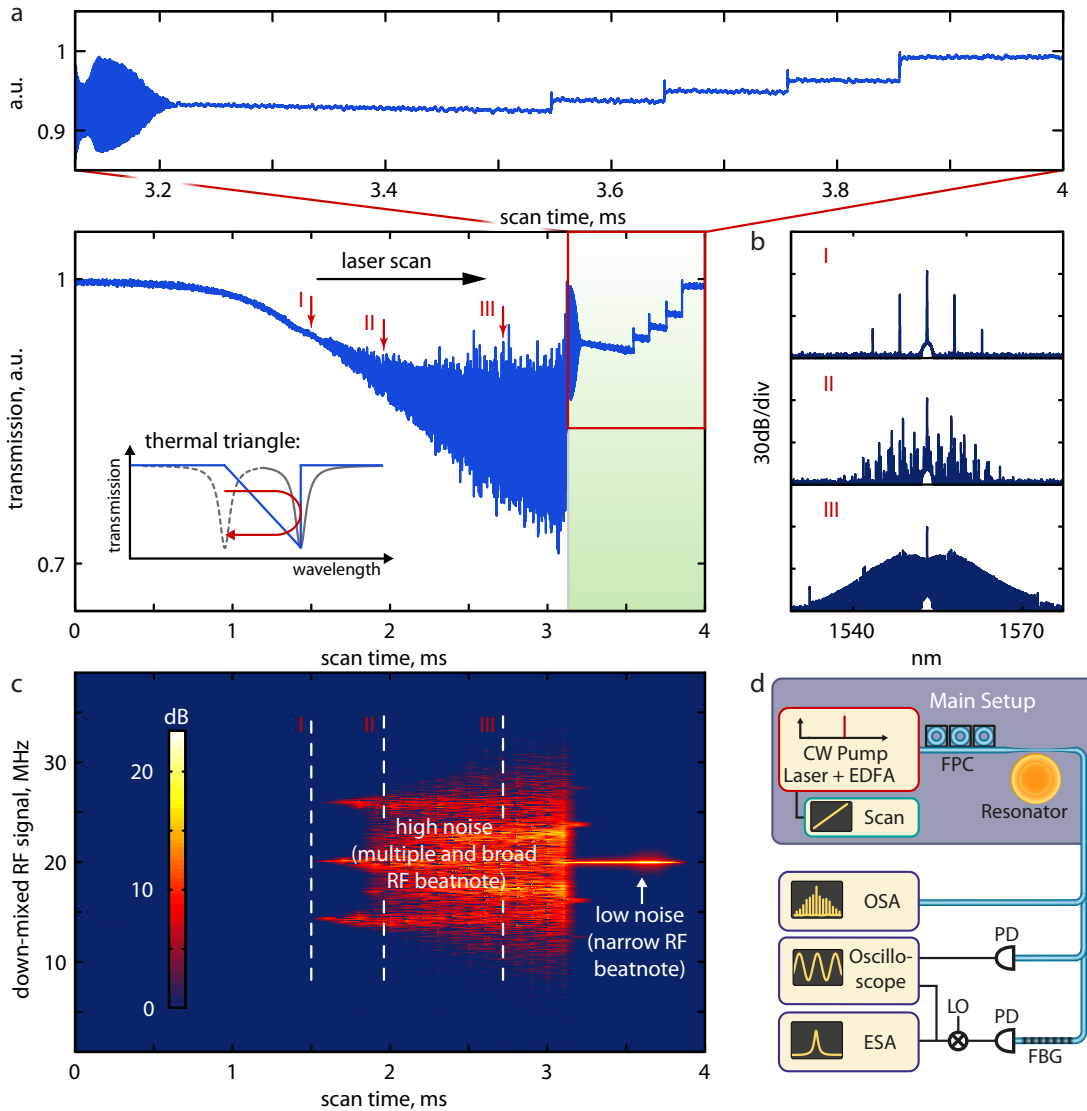 a
1
a.u.
0.9
3.2
3.4
3.6
3.8
4
scan time, ms
laser scan
I
II
III
1
transmission, a.u.
0.7
thermal triangle:
transmission
wavelength
0
1
2
3
4
scan time, ms
b
I
II
III
30dB/div
1540
1570
nm
c
dB
20
10
0
I
II
III
down-mixed RF signal, MHz
30
20
10
high noise
(multiple and broad
RF beatnote)
low noise
(narrow RF
beatnote)
0
1
2
3
4
scan time, ms
d
Main Setup
CW Pump
Laser + EDFA
FPC
Resonator
Scan
OSA
PD
Oscillo-
scope
LO
PD
ESA
FBG